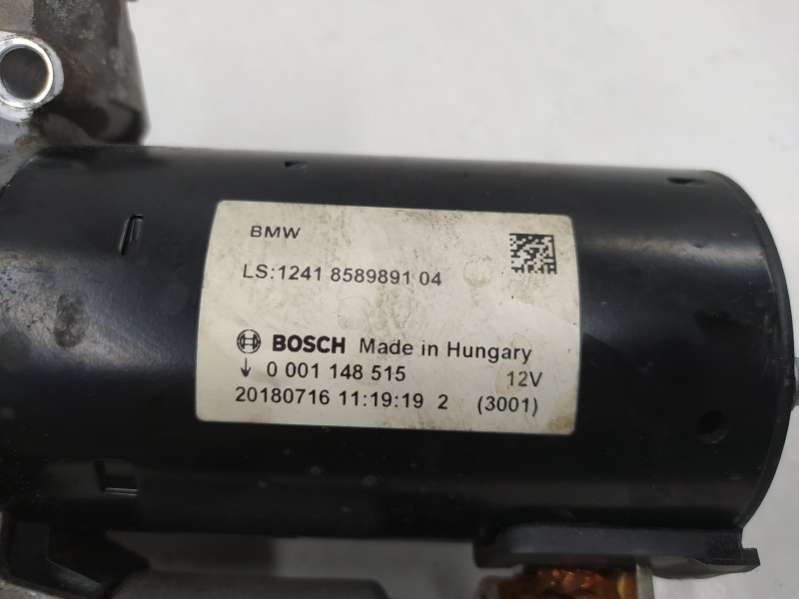 BMW
LS:1241 8589891 04
BOSCH Made in Hungary
↓ 0 001 148 515 12V
20180716 11:19:19 2 (3001)